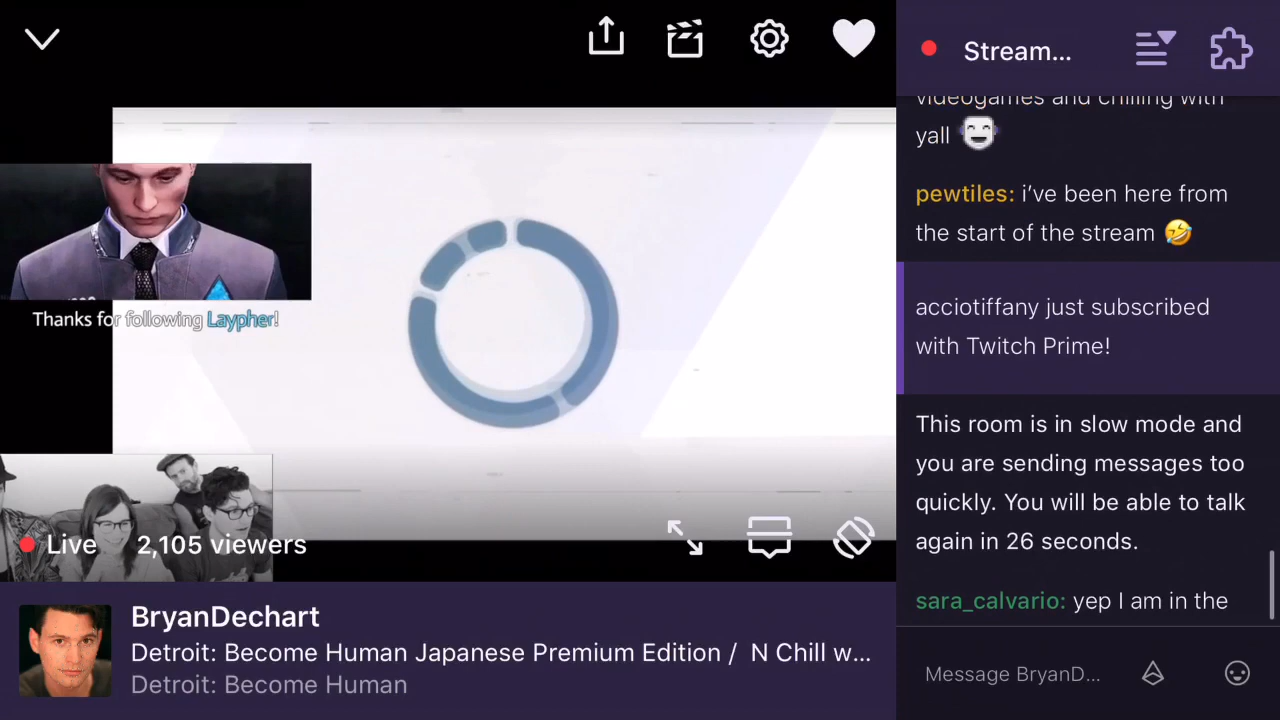 Stream...
videogames and chilling with
yall
pewtiles: i've been here from
the start of the stream 🤣
acciotiffany just subscribed
with Twitch Prime!
This room is in slow mode and
you are sending messages too
quickly. You will be able to talk
again in 26 seconds.
sara_calvario: yep I am in the
Message BryanD...
Thanks for following Laypher!
Live 2,105 viewers
BryanDechart
Detroit: Become Human Japanese Premium Edition / N Chill w...
Detroit: Become Human